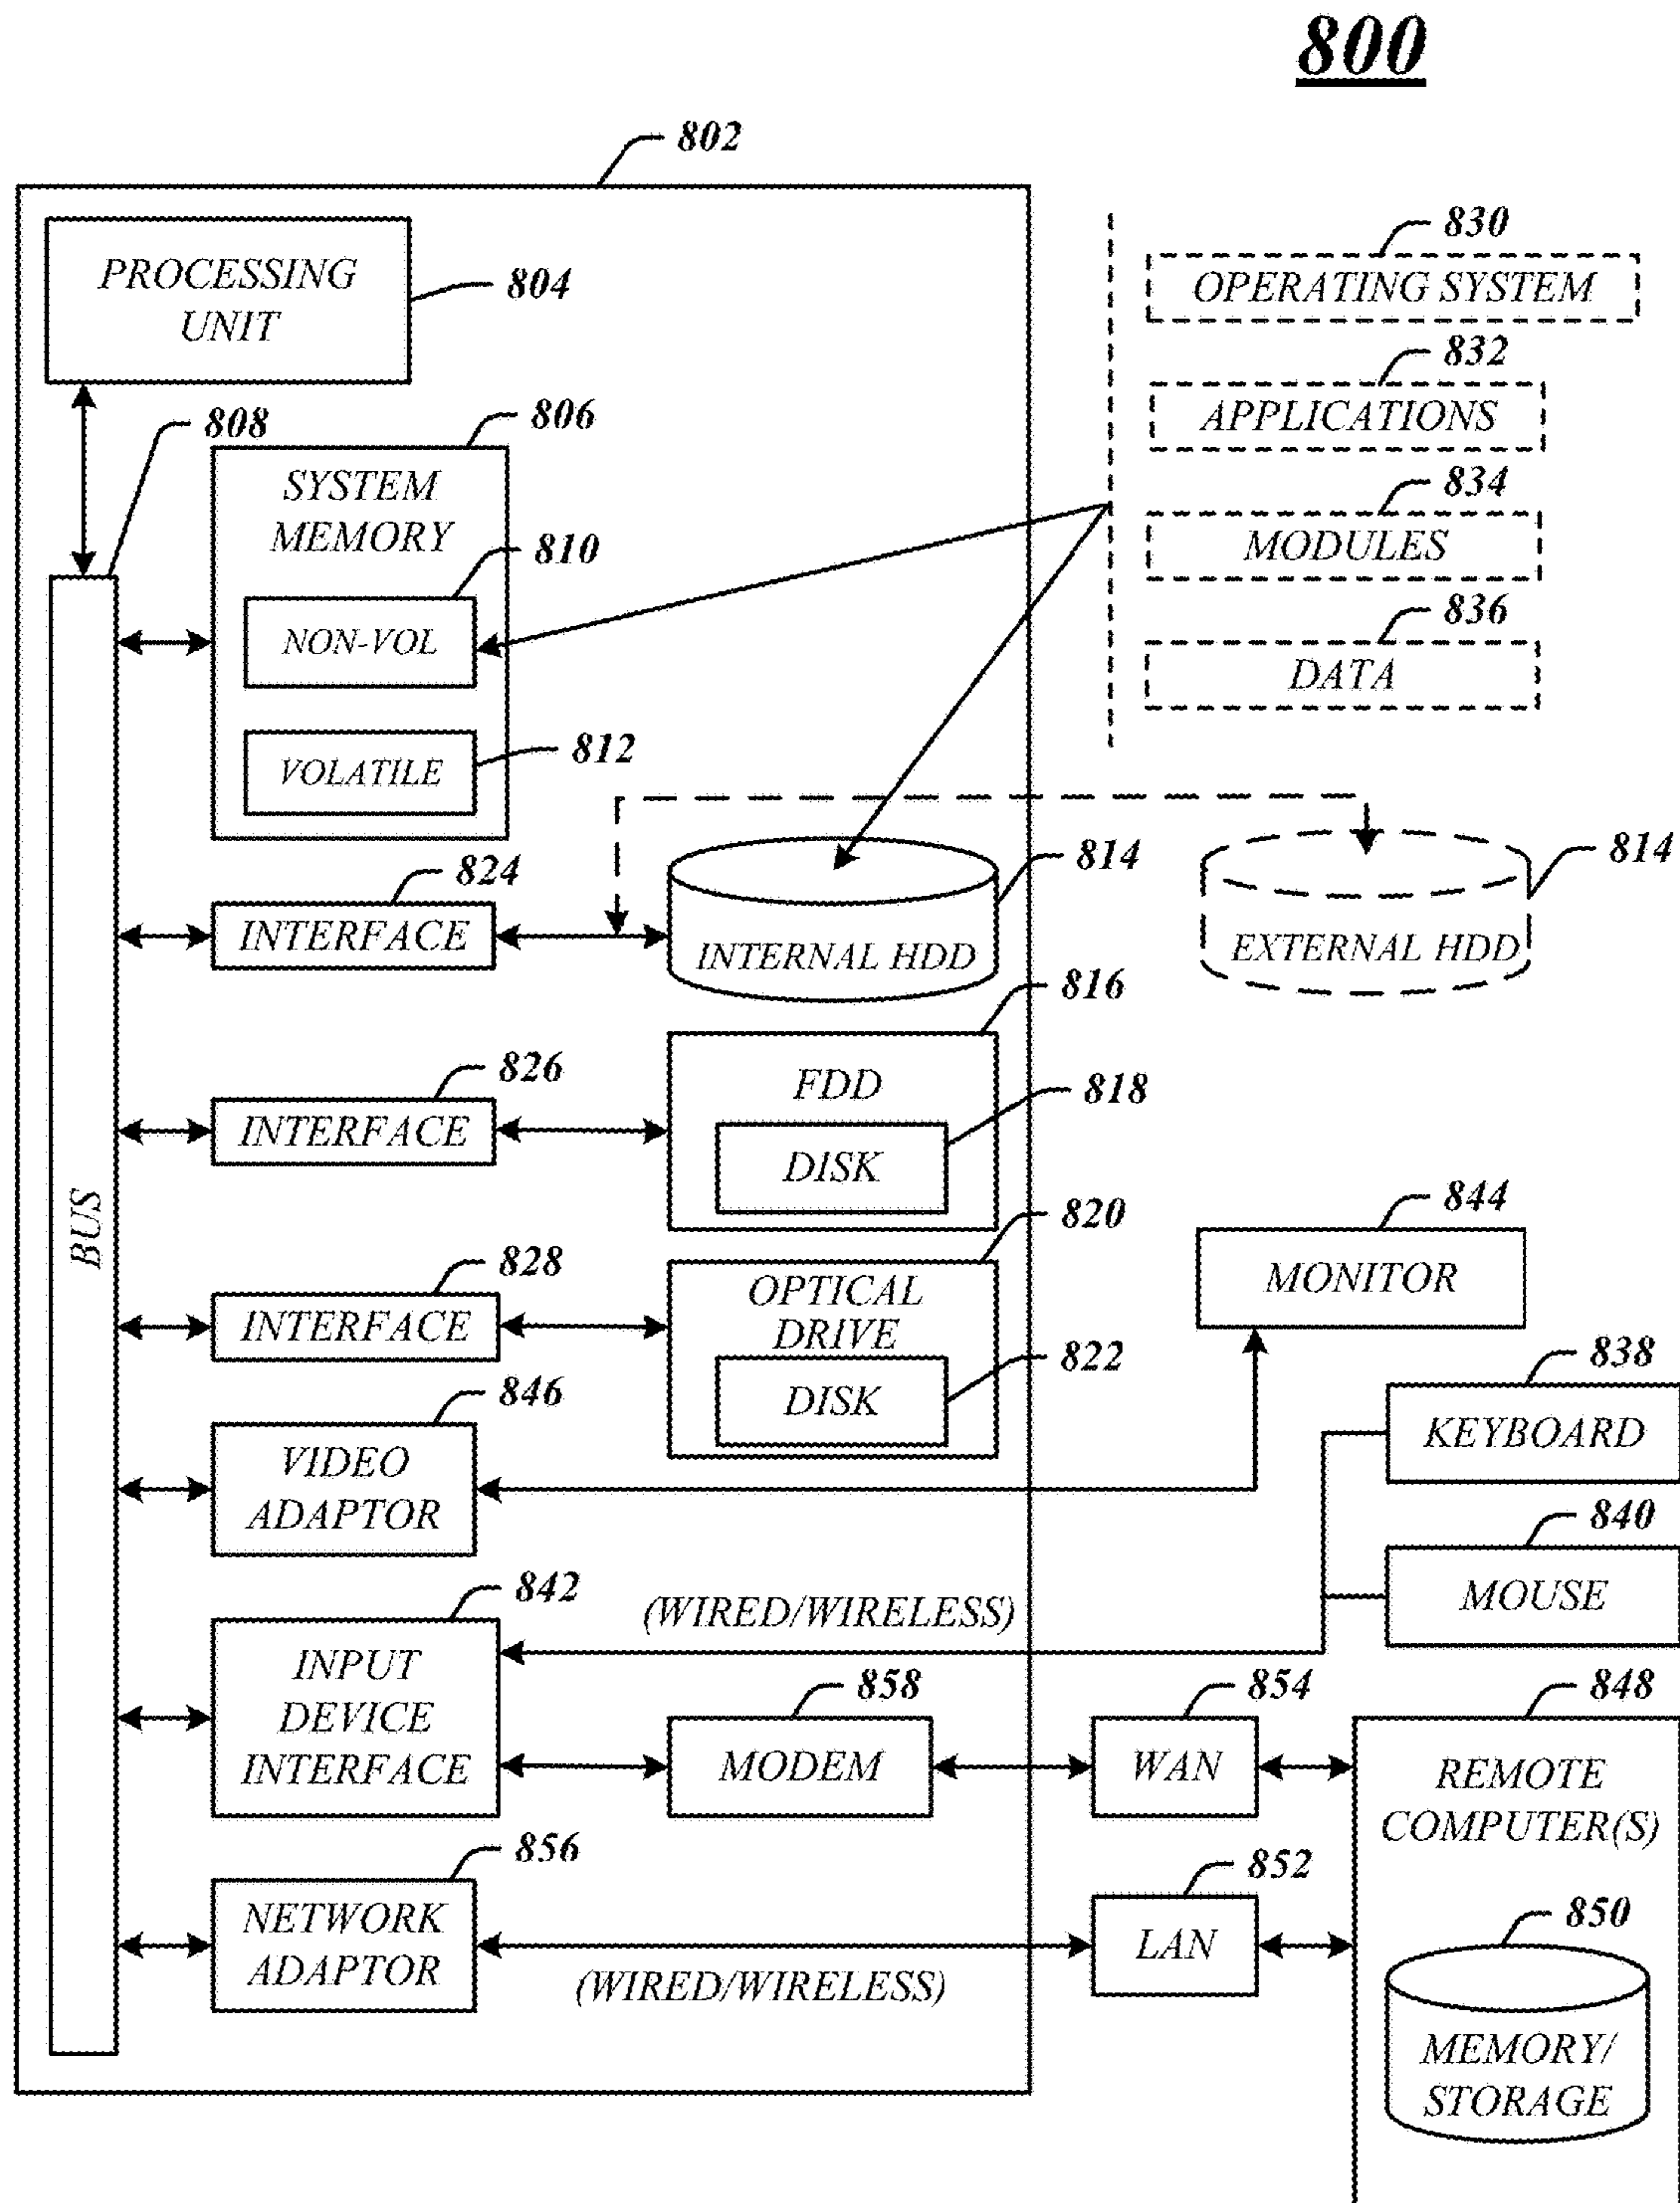 800
802
PROCESSING
UNIT
804
830
OPERATING SYSTEM
832
APPLICATIONS
834
MODULES
836
DATA
808
806
SYSTEM
MEMORY
810
NON-VOL
812
VOLATILE
824
INTERFACE
814
INTERNAL HDD
814
EXTERNAL HDD
816
826
INTERFACE
FDD
818
DISK
BUS
820
828
INTERFACE
OPTICAL
DRIVE
822
DISK
844
MONITOR
838
KEYBOARD
846
VIDEO
ADAPTOR
840
MOUSE
842
(WIRED/WIRELESS)
INPUT
DEVICE
INTERFACE
858
MODEM
854
WAN
848
REMOTE
COMPUTER(S)
856
NETWORK
ADAPTOR
(WIRED/WIRELESS)
852
LAN
850
MEMORY/
STORAGE